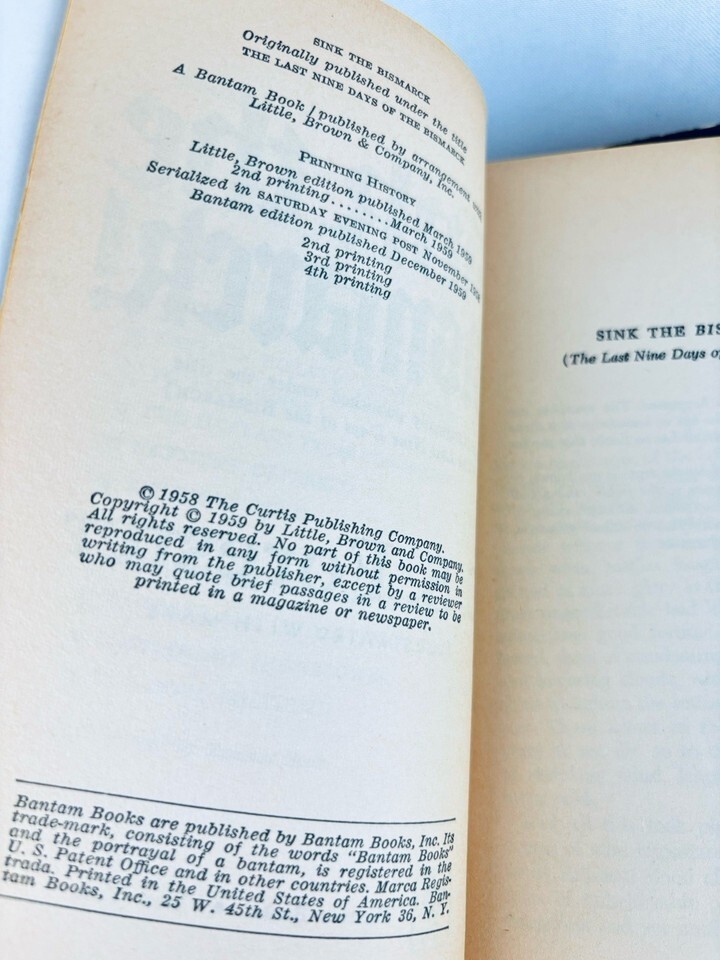 SINK THE BISMARCK
Originally published under the title
THE LAST NINE DAYS OF THE BISMARCK
A Bantam Book / published by arrangement with
Little, Brown & Company, Inc.
PRINTING HISTORY
Little, Brown edition published March 1959
2nd printing........March 1959
Serialized in SATURDAY EVENING POST November
Bantam edition published December 1959
2nd printing
3rd printing
4th printing
© 1958 The Curtis Publishing Company.
Copyright © 1959 by Little, Brown and Company.
All rights reserved. No part of this book may be
reproduced in any form without permission in
writing from the publisher, except by a reviewer
who may quote brief passages in a review to be
printed in a magazine or newspaper.
Bantam Books are published by Bantam Books, Inc. Its
trade-mark, consisting of the words "Bantam Books"
and the portrayal of a bantam, is registered in the
U. S. Patent Office and in other countries. Marca Regis-
trada. Printed in the United States of America. Ban-
tam Books, Inc., 25 W. 45th St., New York 36, N. Y.
SINK THE BIS
(The Last Nine Days of